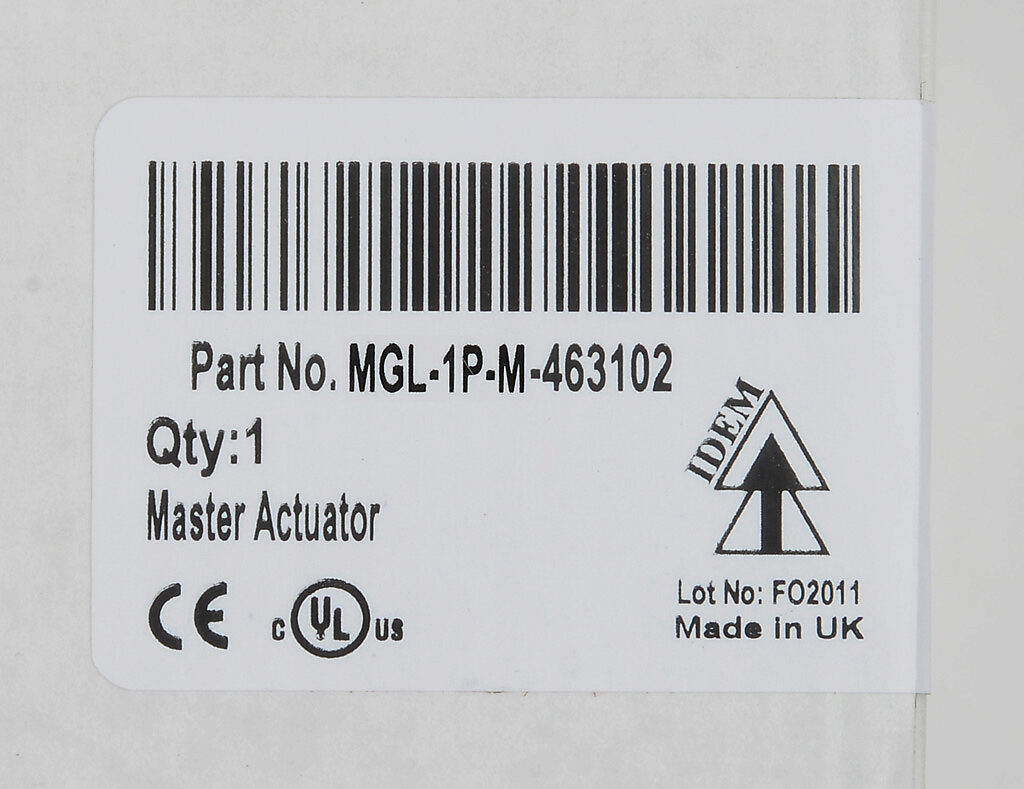 Part No. MGL-1P-M-463102
Qty:1
Master Actuator
IDEM
CE
c UL US
Lot No: FO2011
Made in UK